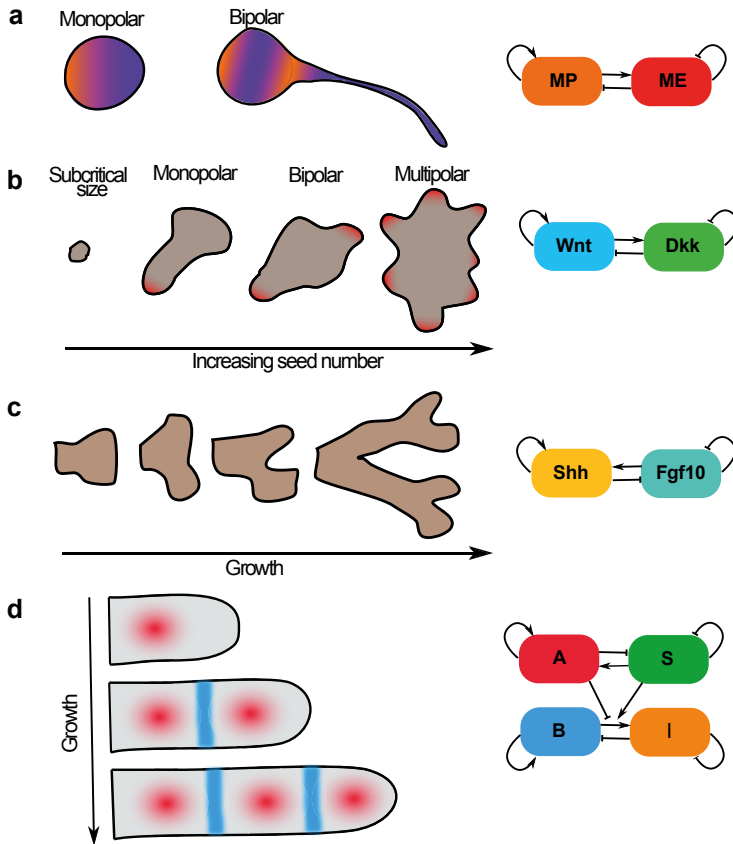 a
Monopolar
Bipolar
MP
ME
b
Subcritical
size
Monopolar
Bipolar
Multipolar
Wnt
Dkk
Increasing seed number
c
Shh
Fgf10
Growth
d
Growth
A
S
B
I